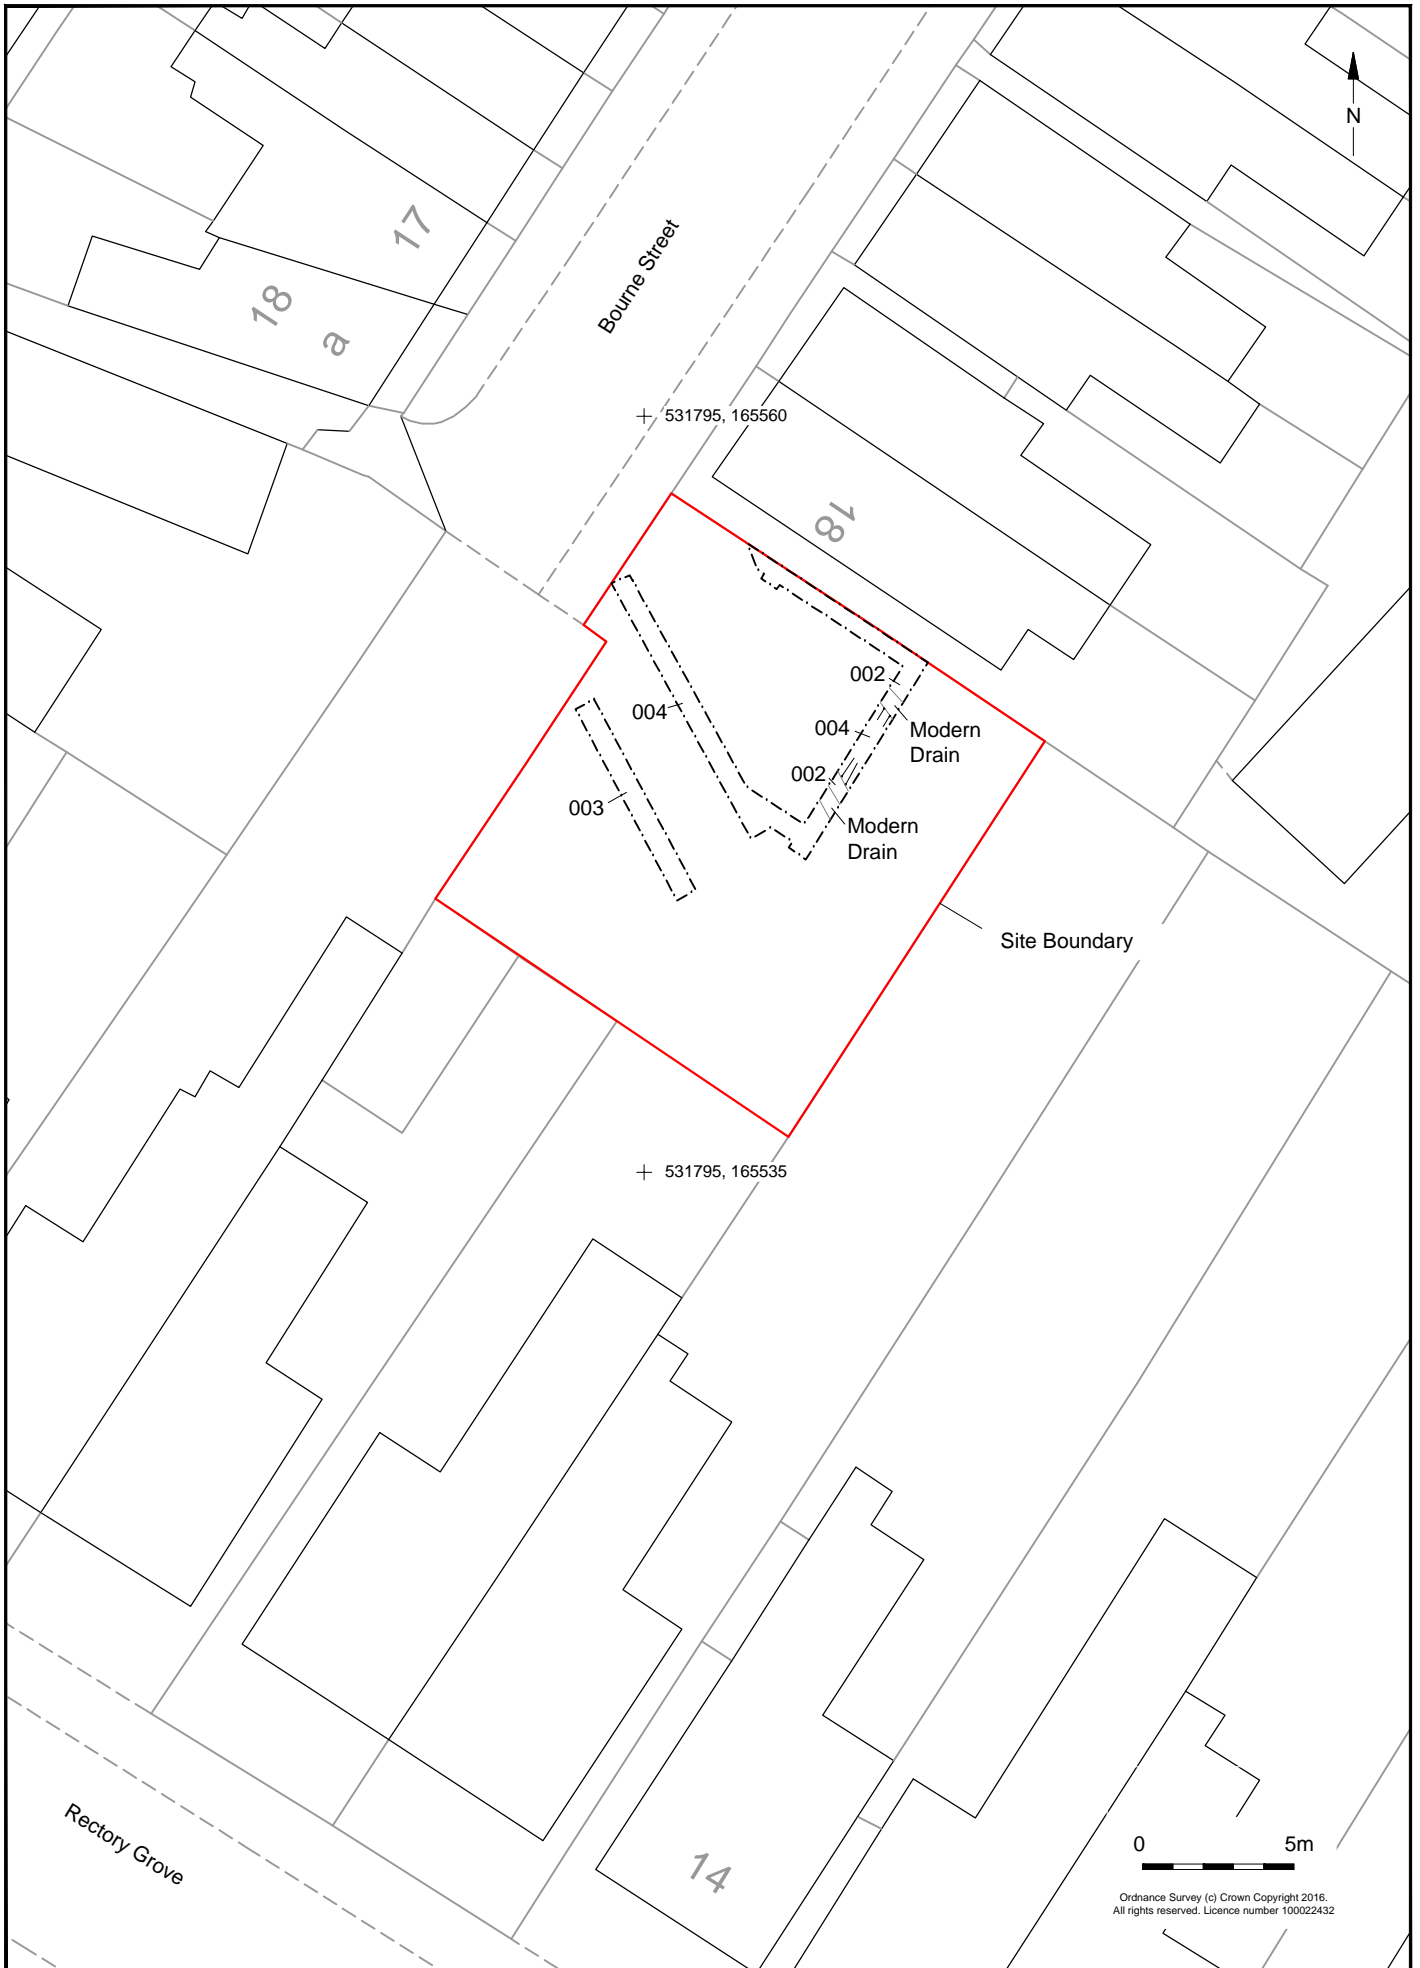 N
17
18
a
Bourne Street
531795, 165560
18
002
004
Modern
Drain
004
002
003
Modern
Drain
Site Boundary
531795, 165535
Rectory Grove
14
0 5m
Ordnance Survey (c) Crown Copyright 2016.
All rights reserved. Licence number 100022432